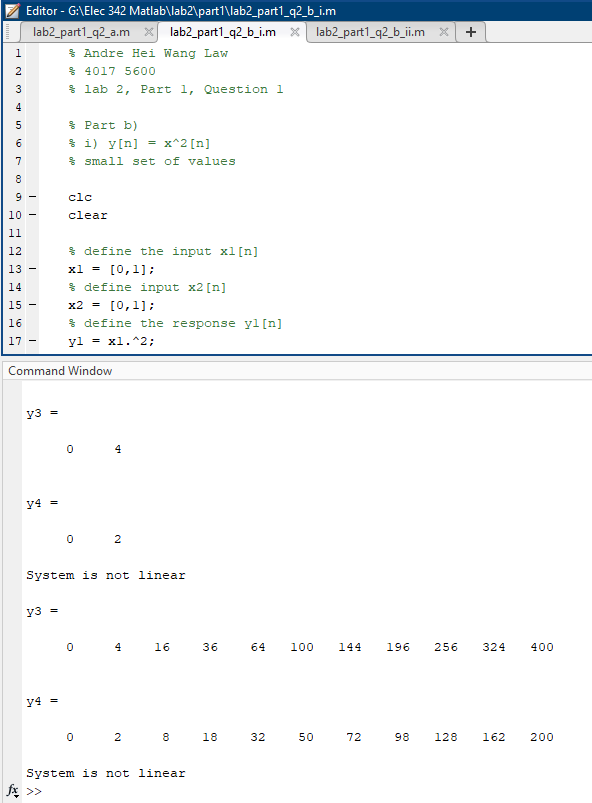 Editor - G:\Elec 342 Matlab\lab2\part1\lab2_part1_q2_b_i.m
lab2_part1_q2_a.m × lab2_part1_q2_b_i.m × lab2_part1_q2_b_ii.m × +
1 % Andre Hei Wang Law
2 % 4017 5600
3 % lab 2, Part 1, Question 1
4
5 % Part b)
6 % i) y[n] = x^2[n]
7 % small set of values
8
9 – clc
10 – clear
11
12 % define the input x1[n]
13 – x1 = [0,1];
14 % define input x2[n]
15 – x2 = [0,1];
16 % define the response y1[n]
17 – y1 = x1.^2;
Command Window
y3 =
0 4
y4 =
0 2
System is not linear
y3 =
0 4 16 36 64 100 144 196 256 324 400
y4 =
0 2 8 18 32 50 72 98 128 162 200
System is not linear
fx >>